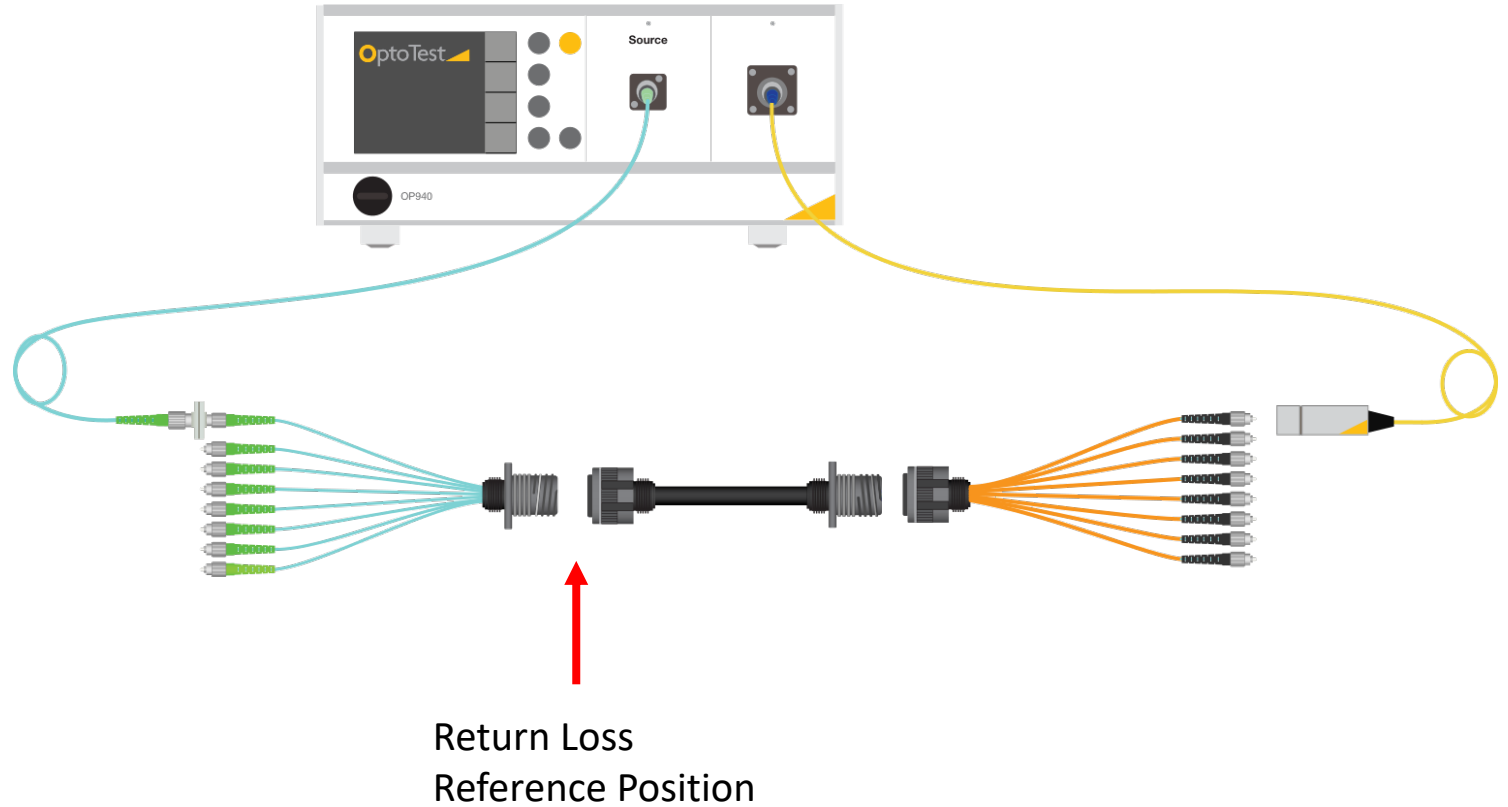 OptoTest
Source
OP940
Return Loss
Reference Position